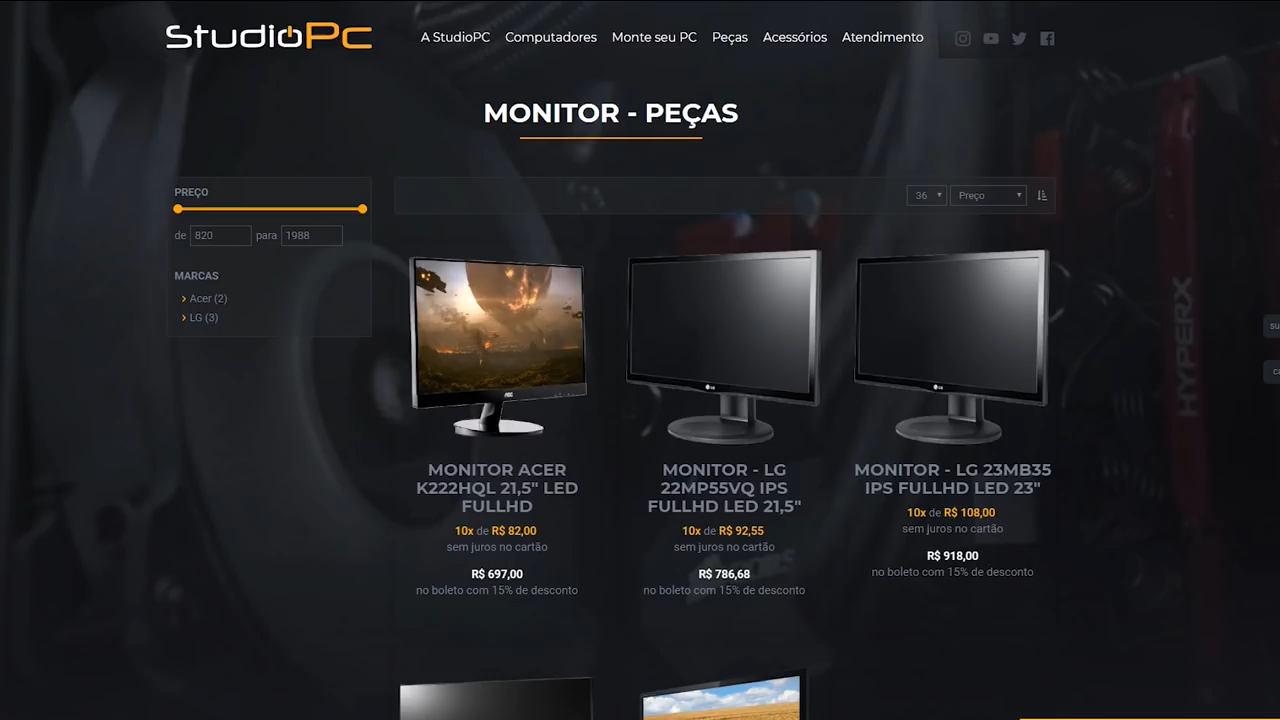 StudioPc
A StudioPC Computadores Monte seu PC Peças Acessórios Atendimento
MONITOR - PEÇAS
PREÇO
de 820 para 1988
MARCAS
Acer (2)
LG (3)
36 Preço
MONITOR ACER
K222HQL 21,5" LED
FULLHD
10x de R$ 82,00
sem juros no cartão
R$ 697,00
no boleto com 15% de desconto
MONITOR - LG
22MP55VQ IPS
FULLHD LED 21,5"
10x de R$ 92,55
sem juros no cartão
R$ 786,68
no boleto com 15% de desconto
MONITOR - LG 23MB35
IPS FULLHD LED 23"
10x de R$ 108,00
sem juros no cartão
R$ 918,00
no boleto com 15% de desconto
HYPERX